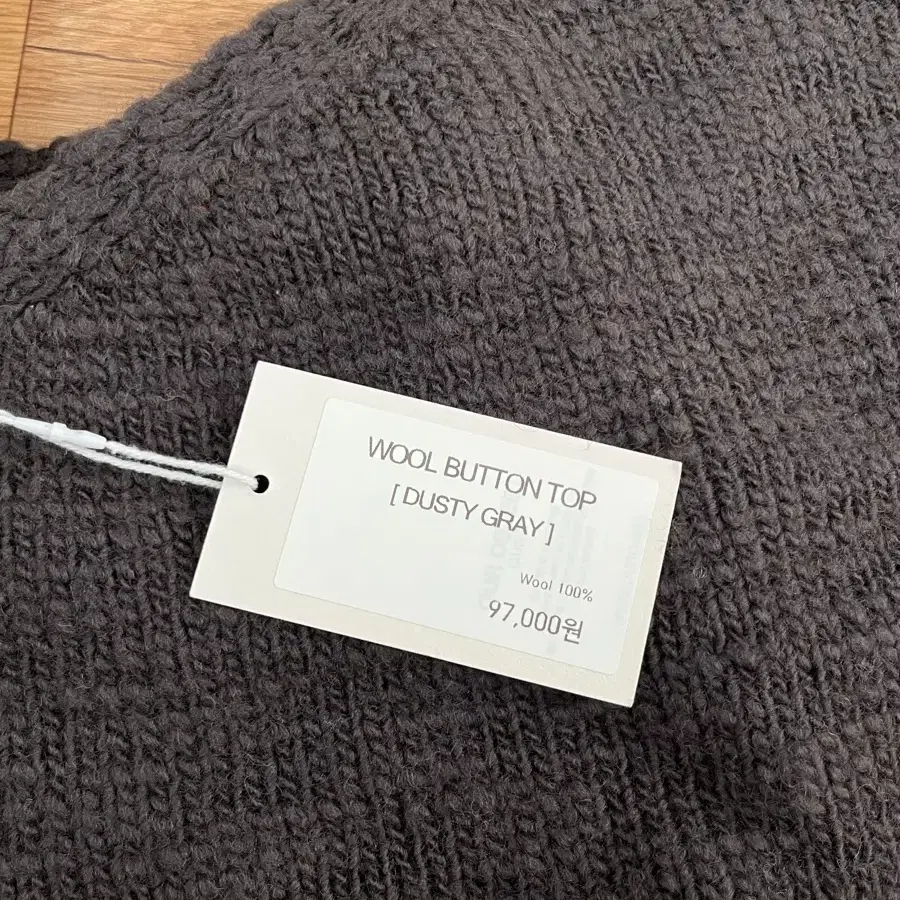 WOOL BUTTON TOP
[ DUSTY GRAY ]
Wool 100%
97,000원